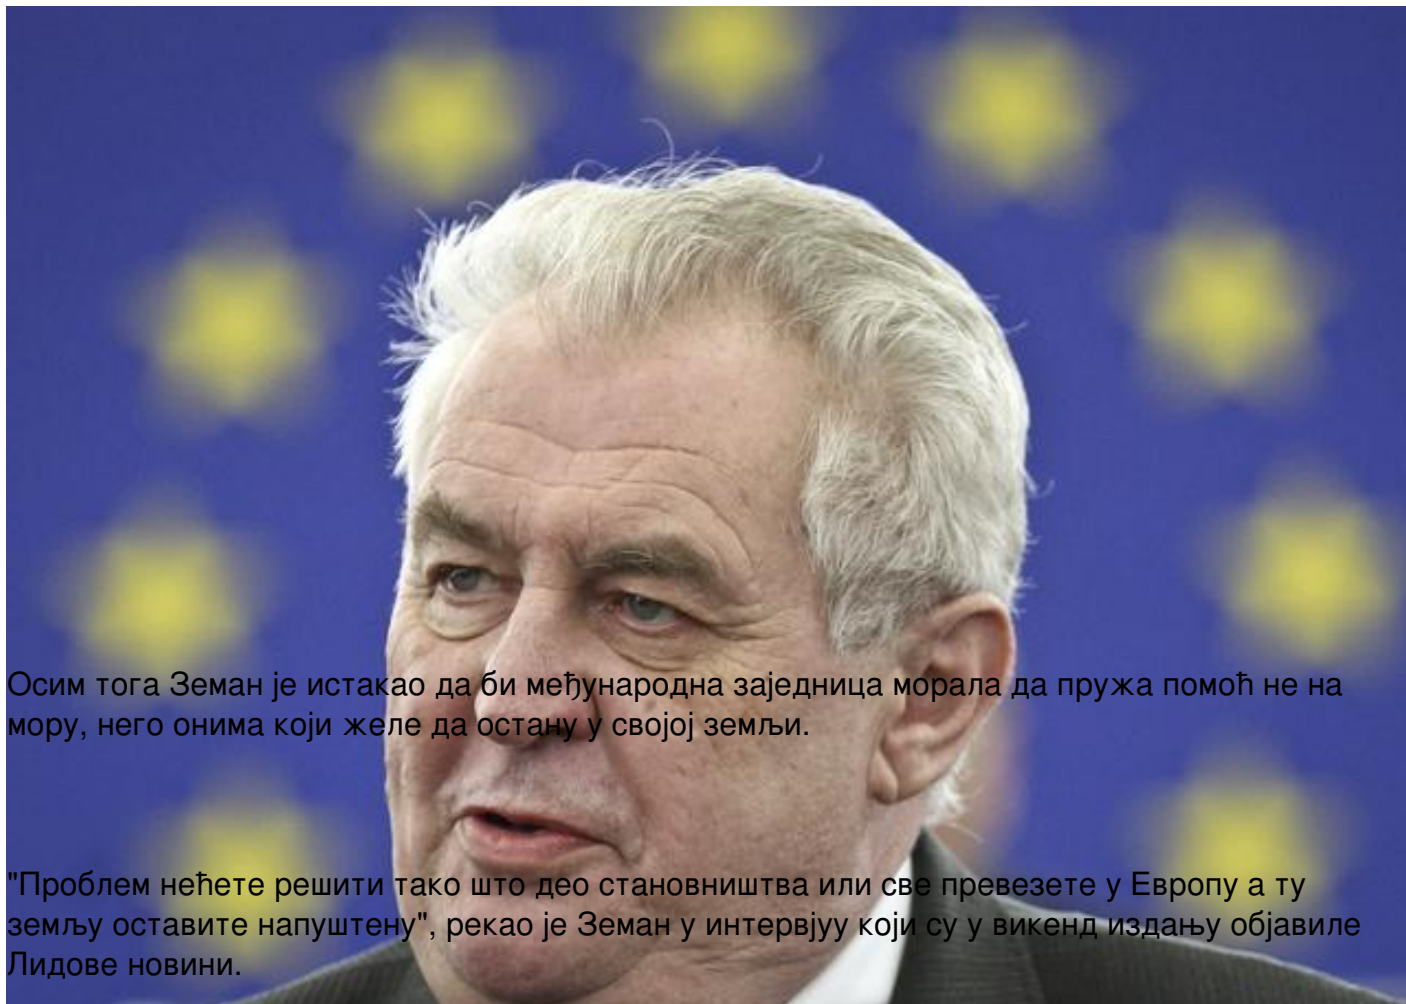 Осим тога Земан је истакао да би међународна заједница морала да пружа помоћ не на
мору, него онима који желе да остану у својој земљи.
"Проблем нећете решити тако што део становништва или све превезете у Европу а ту
земљу оставите напуштену", рекао је Земан у интервјуу који су у викенд издању објавиле
Лидове новини.